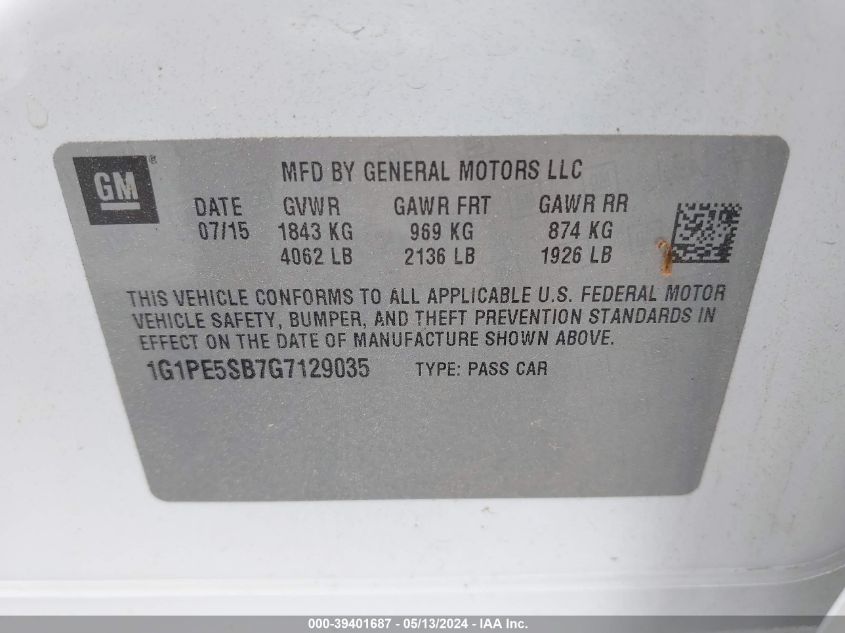 GM ® MFD BY GENERAL MOTORS LLC
DATE GVWR GAWR FRT GAWR RR
07/15 1843 KG 969 KG 874 KG
4062 LB 2136 LB 1926 LB
THIS VEHICLE CONFORMS TO ALL APPLICABLE U.S. FEDERAL MOTOR
VEHICLE SAFETY, BUMPER, AND THEFT PREVENTION STANDARDS IN
EFFECT ON THE DATE OF MANUFACTURE SHOWN ABOVE.
1G1PE5SB7G7129035 TYPE: PASS CAR
000-39401687 - 05/13/2024 - IAA Inc.